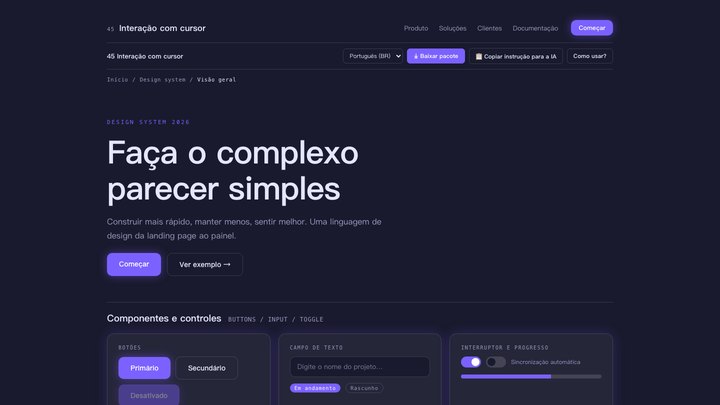 45 Interação com cursor
Produto Soluções Clientes Documentação Começar
45 Interação com cursor
Português (BR) Baixar pacote Copiar instrução para a IA Como usar?
Início / Design system / Visão geral
DESIGN SYSTEM 2026
Faça o complexo
parecer simples
Construir mais rápido, manter menos, sentir melhor. Uma linguagem de
design da landing page ao painel.
Começar Ver exemplo →
Componentes e controles BUTTONS / INPUT / TOGGLE
BOTÕES
Primário Secundário
Desativado
CAMPO DE TEXTO
Digite o nome do projeto...
Em andamento Rascunho
INTERRUPTOR E PROGRESSO
Sincronização automática